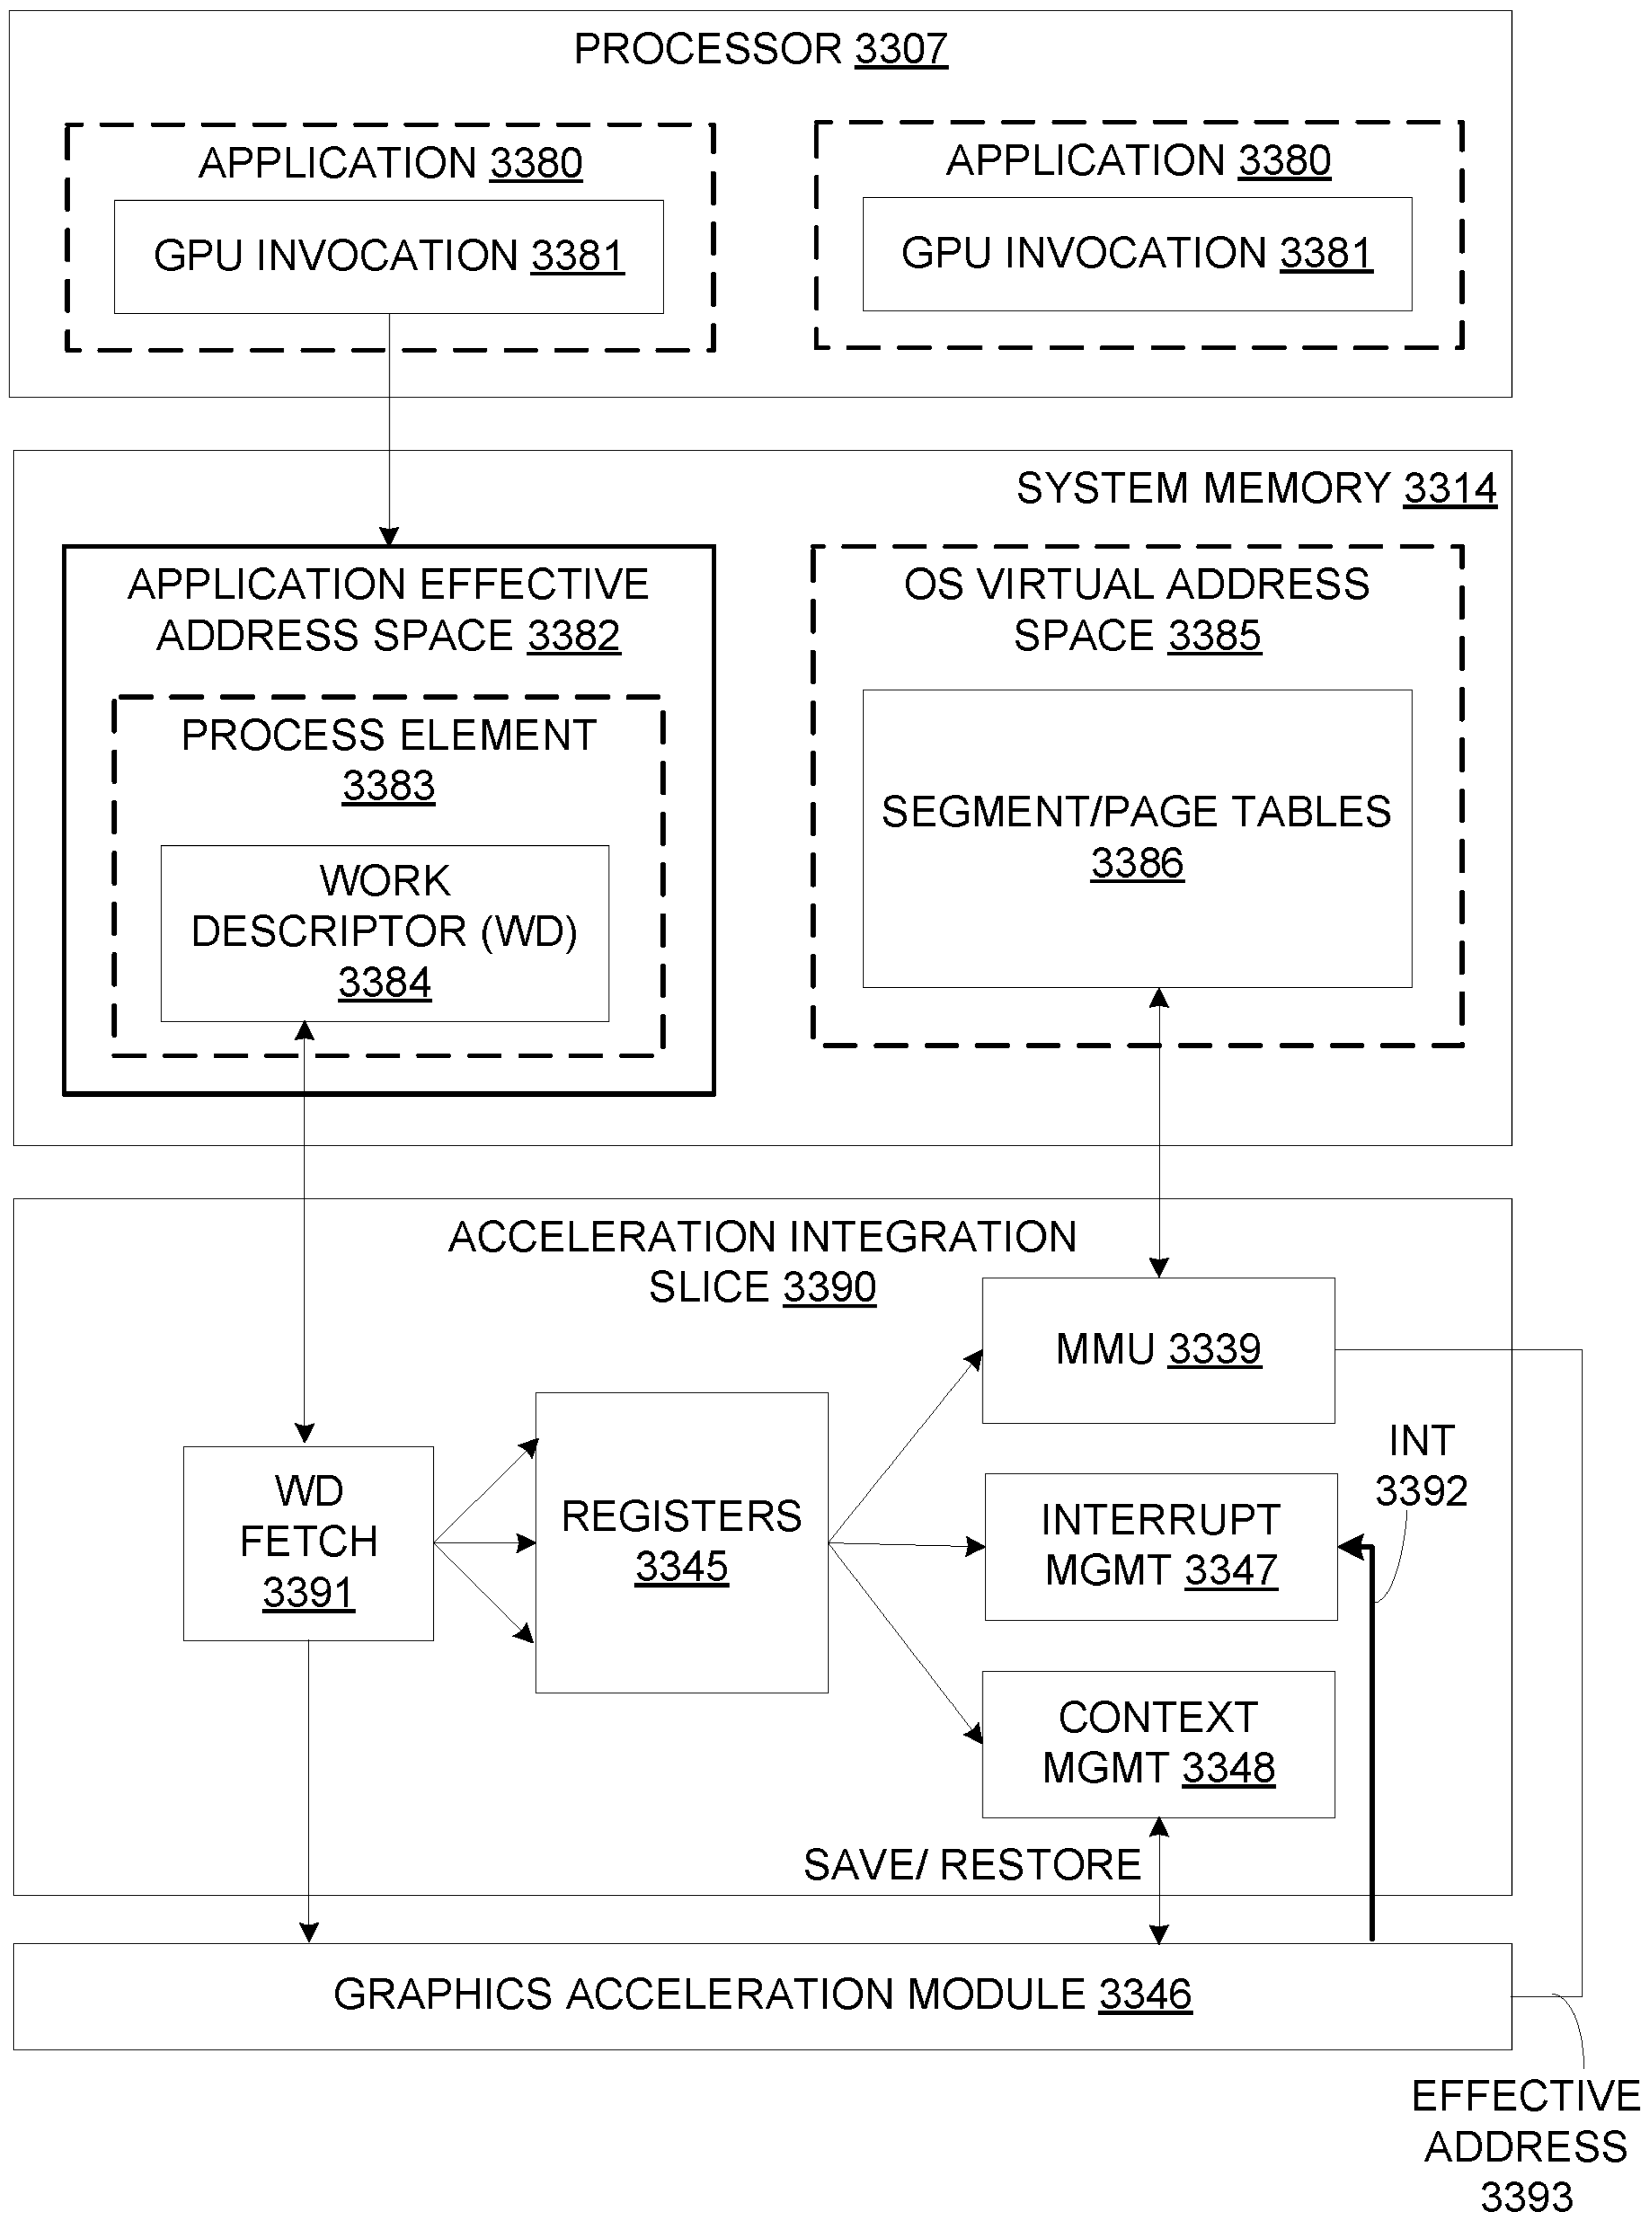 PROCESSOR 3307
APPLICATION 3380
GPU INVOCATION 3381
APPLICATION 3380
GPU INVOCATION 3381
SYSTEM MEMORY 3314
APPLICATION EFFECTIVE
ADDRESS SPACE 3382
PROCESS ELEMENT
3383
WORK
DESCRIPTOR (WD)
3384
OS VIRTUAL ADDRESS
SPACE 3385
SEGMENT/PAGE TABLES
3386
ACCELERATION INTEGRATION
SLICE 3390
WD
FETCH
3391
REGISTERS
3345
MMU 3339
INTERRUPT
MGMT 3347
CONTEXT
MGMT 3348
INT
3392
SAVE/ RESTORE
GRAPHICS ACCELERATION MODULE 3346
EFFECTIVE
ADDRESS
3393